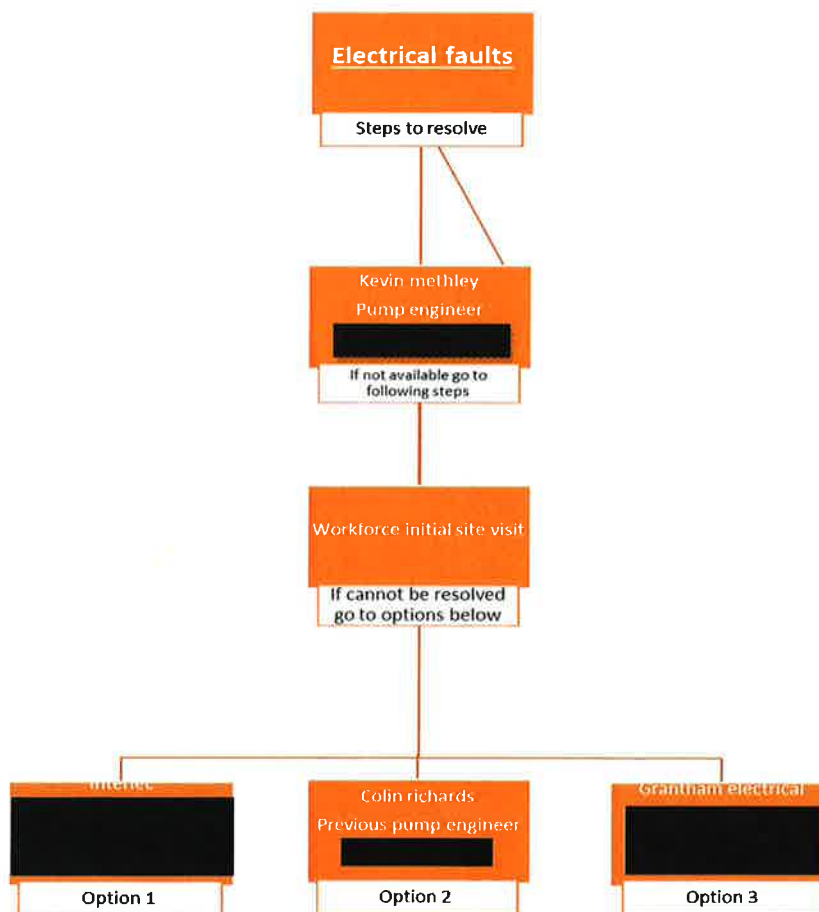 Electrical faults
Steps to resolve
Kevin methley
Pump engineer
If not available go to
following steps
Workforce initial site visit
If cannot be resolved
go to options below
Interlec
Option 1
Colin richards
Previous pump engineer
Option 2
Grantham electrical
Option 3